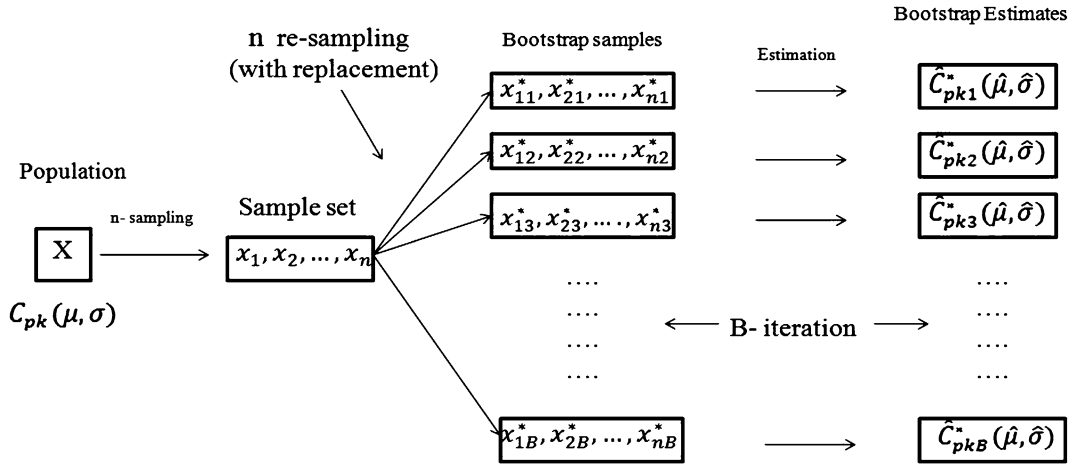 Bootstrap Estimates
n re-sampling
(with replacement)
Bootstrap samples
Estimation
x*₁₁, x*₂₁, … , x*ₙ₁
Ĉ*ₚₖ₁(μ̂, σ̂)
x*₁₂, x*₂₂, … , x*ₙ₂
Ĉ*ₚₖ₂(μ̂, σ̂)
Population
n- sampling
Sample set
x*₁₃, x*₂₃, … . , x*ₙ₃
Ĉ*ₚₖ₃(μ̂, σ̂)
X
x₁, x₂, … , xₙ
Cₚₖ(μ, σ)
....
....
....
....
B- iteration
....
....
....
....
x*₁B, x*₂B, … , x*ₙB
Ĉ*ₚₖB(μ̂, σ̂)